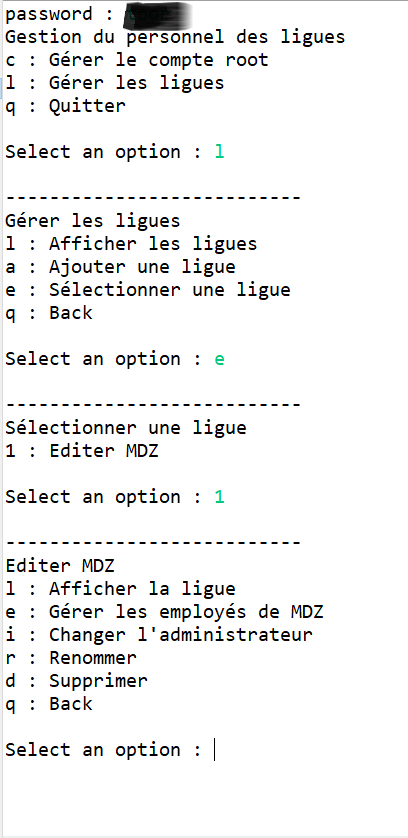 password :
Gestion du personnel des ligues
c : Gérer le compte root
l : Gérer les ligues
q : Quitter
Select an option : l
---------------------------
Gérer les ligues
l : Afficher les ligues
a : Ajouter une ligue
e : Sélectionner une ligue
q : Back
Select an option : e
---------------------------
Sélectionner une ligue
1 : Editer MDZ
Select an option : 1
---------------------------
Editer MDZ
l : Afficher la ligue
e : Gérer les employés de MDZ
i : Changer l'administrateur
r : Renommer
d : Supprimer
q : Back
Select an option :